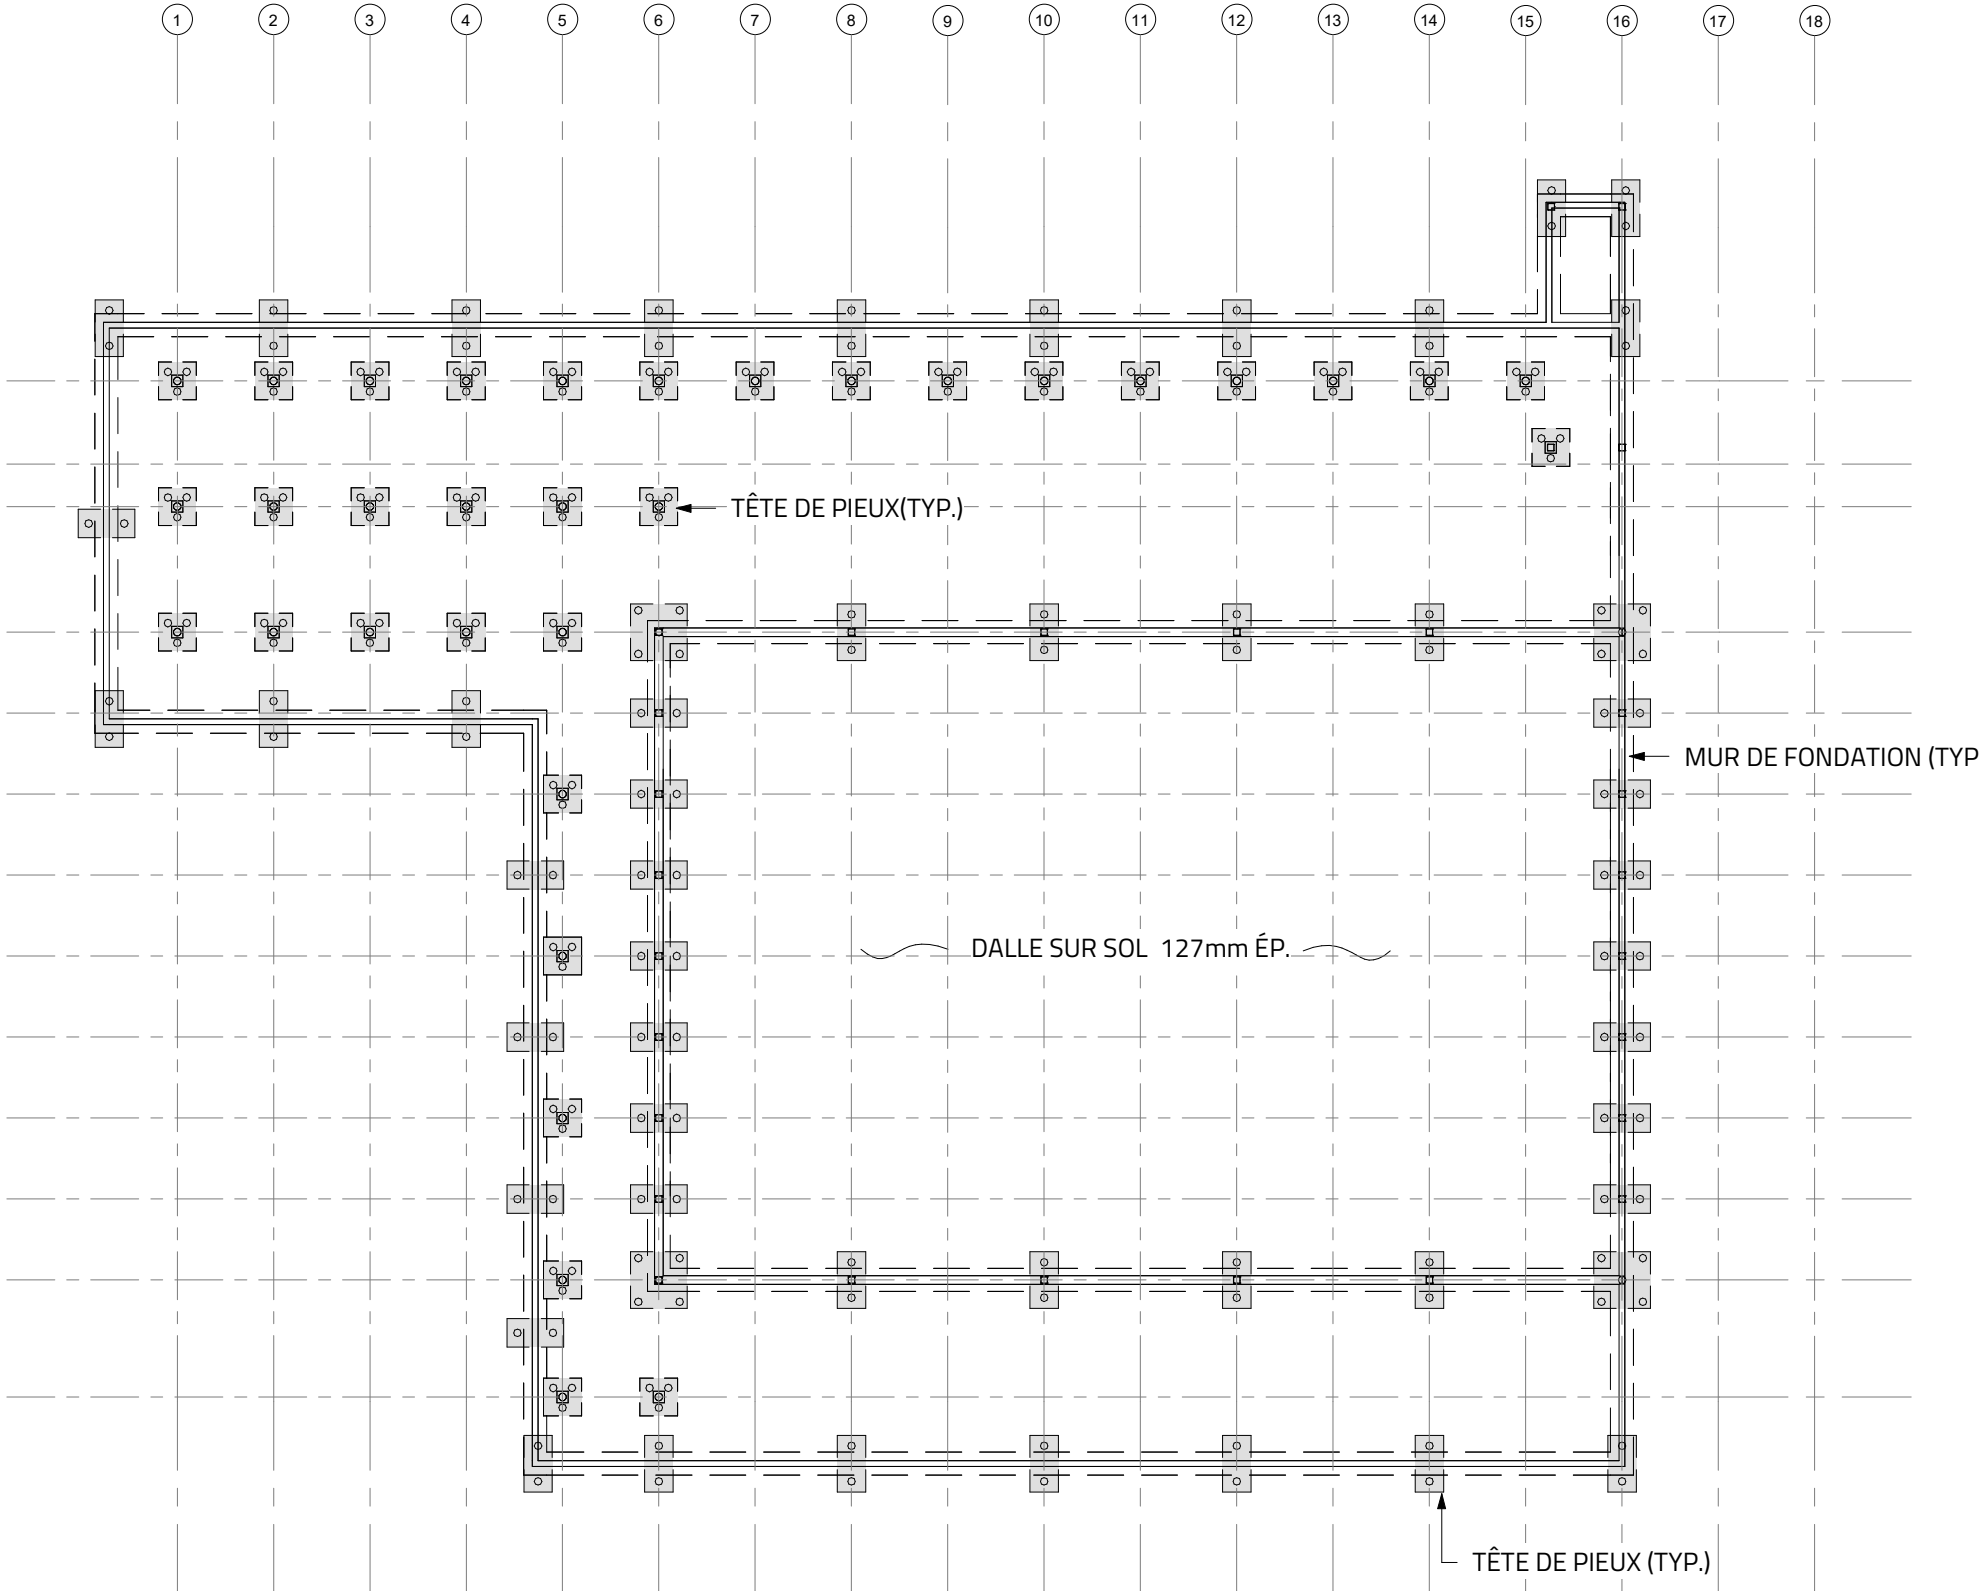 1 2 3 4 5 6 7 8 9 10 11 12 13 14 15 16 17 18
TÊTE DE PIEUX(TYP.)
MUR DE FONDATION (TYP
DALLE SUR SOL 127mm ÉP.
TÊTE DE PIEUX (TYP.)